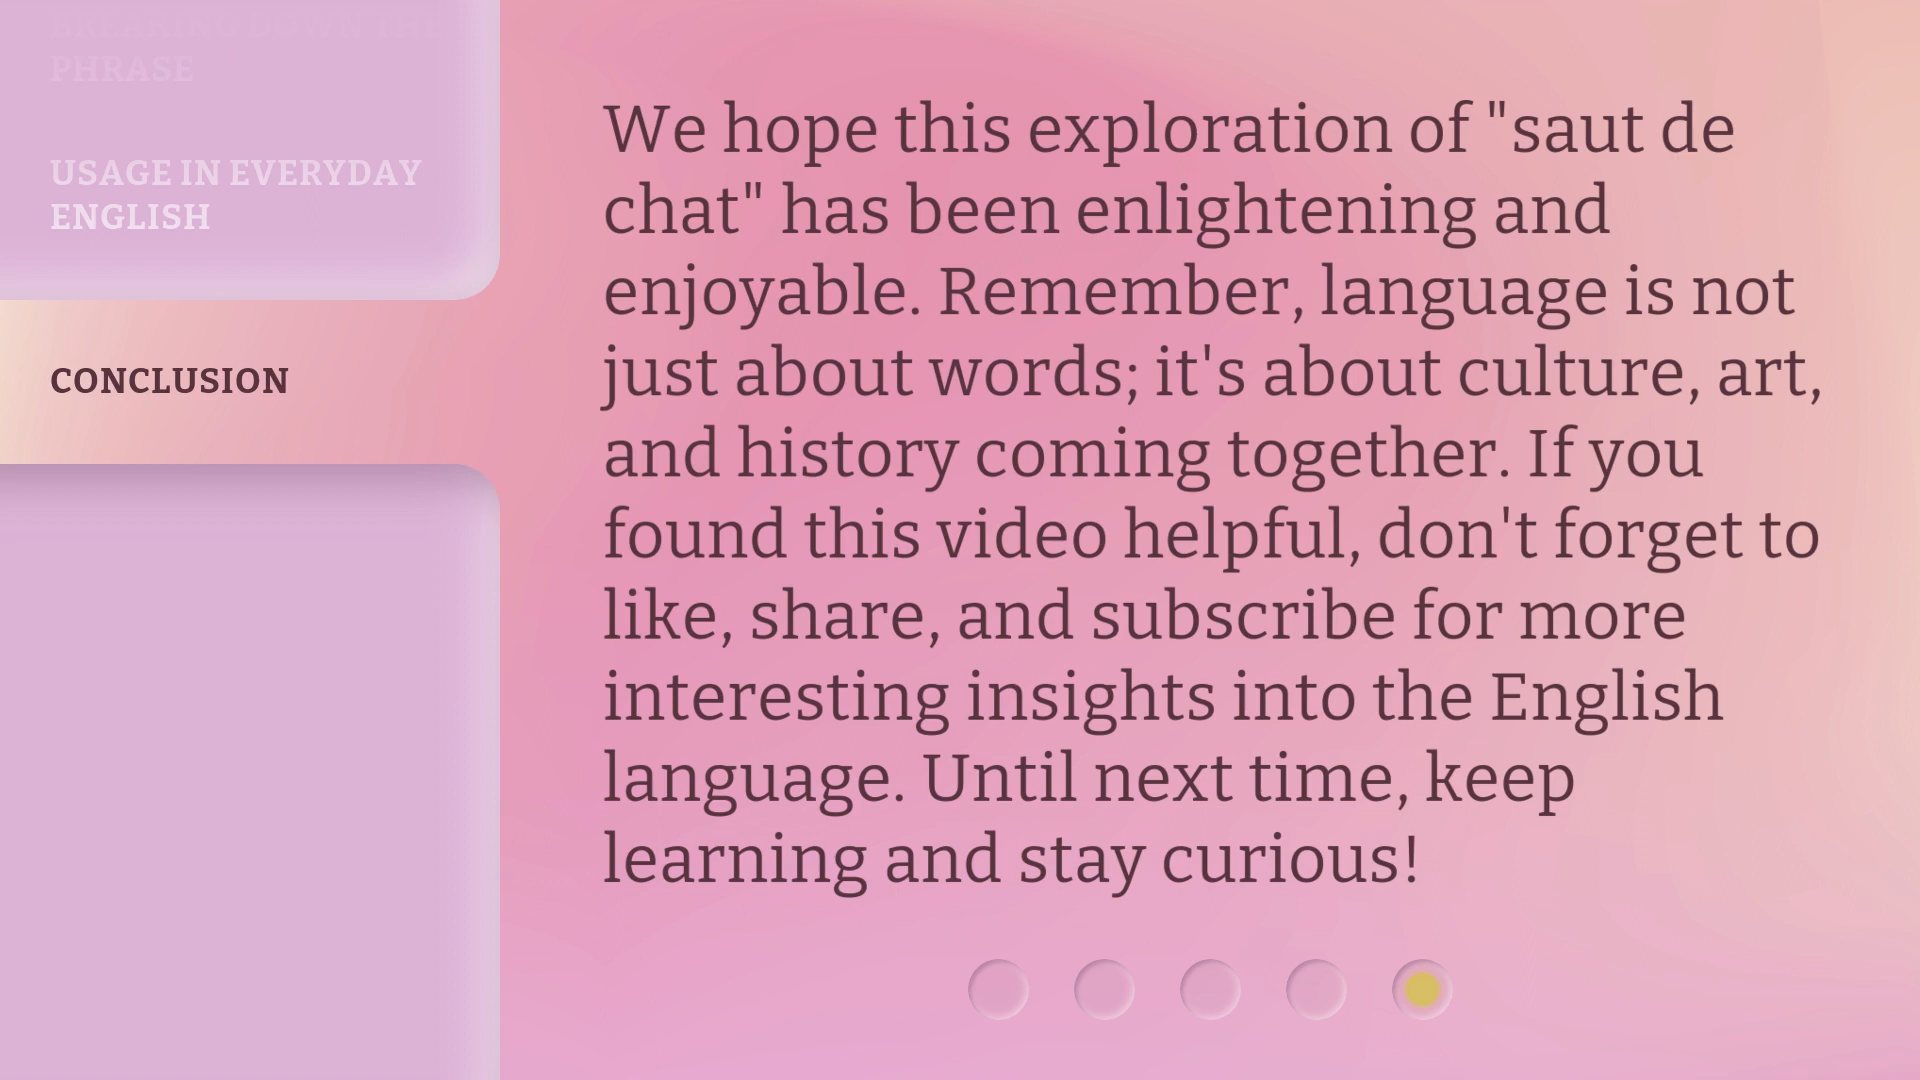 BREAKING DOWN THE
PHRASE
USAGE IN EVERYDAY
ENGLISH
CONCLUSION
We hope this exploration of "saut de
chat" has been enlightening and
enjoyable. Remember, language is not
just about words; it's about culture, art,
and history coming together. If you
found this video helpful, don't forget to
like, share, and subscribe for more
interesting insights into the English
language. Until next time, keep
learning and stay curious!